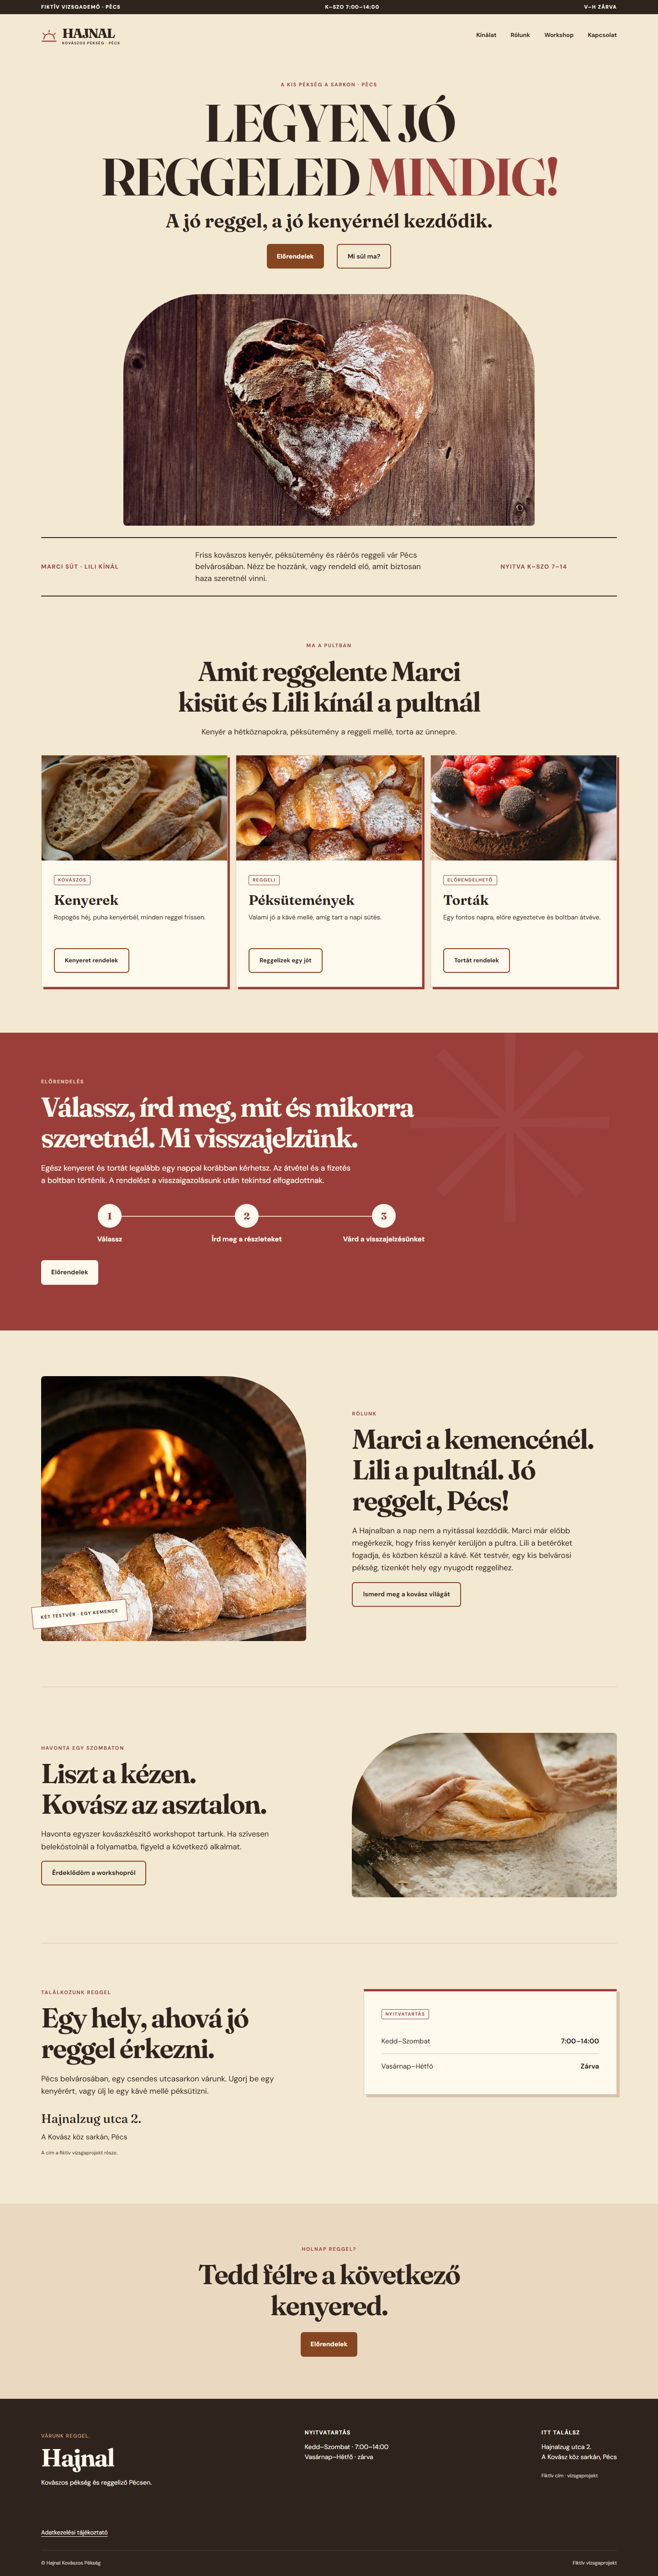 FIKTÍV VIZSGADEMÓ · PÉCS
K–SZO 7:00–14:00
V–H ZÁRVA
HAJNAL
KOVÁSZOS PÉKSÉG · PÉCS
Kínálat
Rólunk
Workshop
Kapcsolat
A KIS PÉKSÉG A SARKON · PÉCS
LEGYEN JÓ
REGGELED MINDIG!
A jó reggel, a jó kenyérnél kezdődik.
Előrendelek
Mi sül ma?
MARCI SÜT · LILI KÍNÁL
Friss kovászos kenyér, péksütemény és ráérős reggeli vár Pécs
belvárosában. Nézz be hozzánk, vagy rendeld elő, amit biztosan
haza szeretnél vinni.
NYITVA K–SZO 7–14
MA A PULTBAN
Amit reggelente Marci
kisüt és Lili kínál a pultnál
Kenyér a hétköznapokra, péksütemény a reggeli mellé, torta az ünnepre.
KOVÁSZOS
Kenyerek
Ropogós héj, puha kenyérbél, minden reggel frissen.
Kenyeret rendelek
REGGELI
Péksütemények
Valami jó a kávé mellé, amíg tart a napi sütés.
Reggelizek egy jót
ELŐRENDELHETŐ
Torták
Egy fontos napra, előre egyeztetve és boltban átvéve.
Tortát rendelek
ELŐRENDELÉS
Válassz, írd meg, mit és mikorra
szeretnél. Mi visszajelzünk.
Egész kenyeret és tortát legalább egy nappal korábban kérhetsz. Az átvétel és a fizetés
a boltban történik. A rendelést a visszaigazolásunk után tekintsd elfogadottnak.
1
2
3
Válassz
Írd meg a részleteket
Várd a visszajelzésünket
Előrendelek
KÉT TESTVÉR · EGY KEMENCE
RÓLUNK
Marci a kemencénél.
Lili a pultnál. Jó
reggelt, Pécs!
A Hajnalban a nap nem a nyitással kezdődik. Marci már előbb
megérkezik, hogy friss kenyér kerüljön a pultra. Lili a betérőket
fogadja, és közben készül a kávé. Két testvér, egy kis belvárosi
pékség, tizenkét hely egy nyugodt reggelihez.
Ismerd meg a kovász világát
HAVONTA EGY SZOMBATON
Liszt a kézen.
Kovász az asztalon.
Havonta egyszer kovászkészítő workshopot tartunk. Ha szívesen
belekóstolnál a folyamatba, figyeld a következő alkalmat.
Érdeklődöm a workshopról
TALÁLKOZUNK REGGEL
Egy hely, ahová jó
reggel érkezni.
Pécs belvárosában, egy csendes utcasarkon várunk. Ugorj be egy
kenyérért, vagy ülj le egy kávé mellé péksütizni.
Hajnalzug utca 2.
A Kovász köz sarkán, Pécs
A cím a fiktív vizsgaprojekt része.
NYITVATARTÁS
Kedd–Szombat
7:00–14:00
Vasárnap–Hétfő
Zárva
HOLNAP REGGEL?
Tedd félre a következő
kenyered.
Előrendelek
VÁRUNK REGGEL.
Hajnal
Kovászos pékség és reggeliző Pécsen.
NYITVATARTÁS
Kedd–Szombat · 7:00–14:00
Vasárnap–Hétfő · zárva
ITT TALÁLSZ
Hajnalzug utca 2.
A Kovász köz sarkán, Pécs
Fiktív cím · vizsgaprojekt
Adatkezelési tájékoztató
© Hajnal Kovászos Pékség
Fiktív vizsgaprojekt